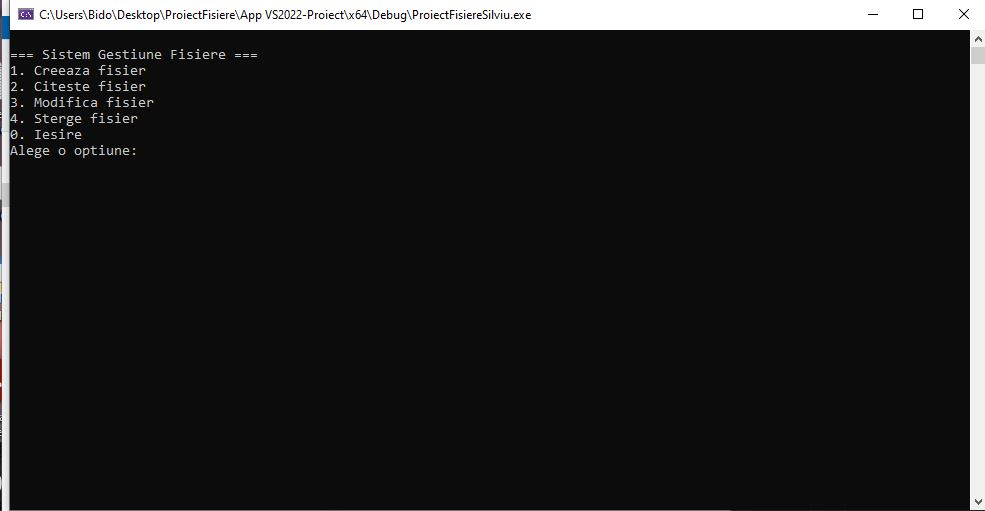 C:\Users\Bido\Desktop\ProiectFisiere\App VS2022-Proiect\x64\Debug\ProiectFisiereSilviu.exe
=== Sistem Gestiune Fisiere ===
1. Creeaza fisier
2. Citeste fisier
3. Modifica fisier
4. Sterge fisier
0. Iesire
Alege o optiune: